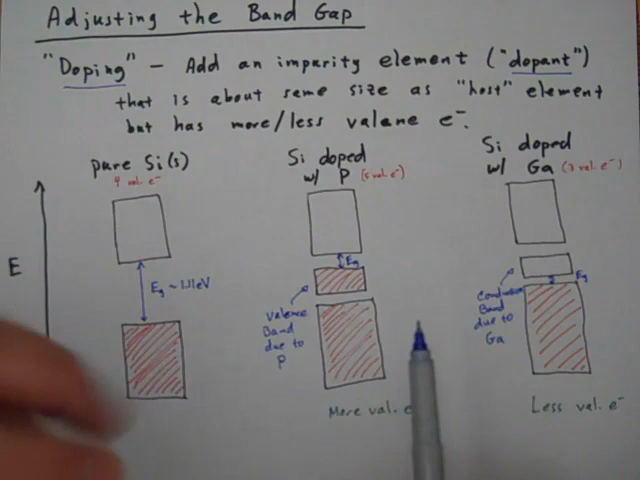 Adjusting the Band Gap
"Doping" - Add an impurity element ("dopant")
that is about same size as "host" element
but has more/less valane e⁻.
pure Si(s)
4 val. e⁻
Si doped
w/ P (5 val. e⁻)
Si doped
w/ Ga (3 val. e⁻)
E
Eg ~1.11eV
Eg
valence
Band
due to
P
Eg
Band
due to
Ga
More val. e
Less val. e⁻